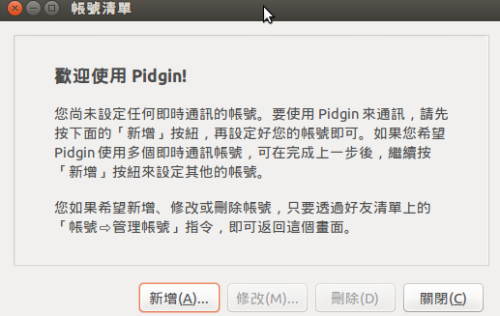 帳號清單
歡迎使用 Pidgin!
您尚未設定任何即時通訊的帳號。要使用 Pidgin 來通訊，請先
按下面的「新增」按鈕，再設定好您的帳號即可。如果您希望
Pidgin 使用多個即時通訊帳號，可在完成上一步後，繼續按
「新增」按鈕來設定其他的帳號。
您如果希望新增、修改或刪除帳號，只要透過好友清單上的
「帳號⇨管理帳號」指令，即可返回這個畫面。
新增(A)... 修改(M)... 刪除(D) 關閉(C)